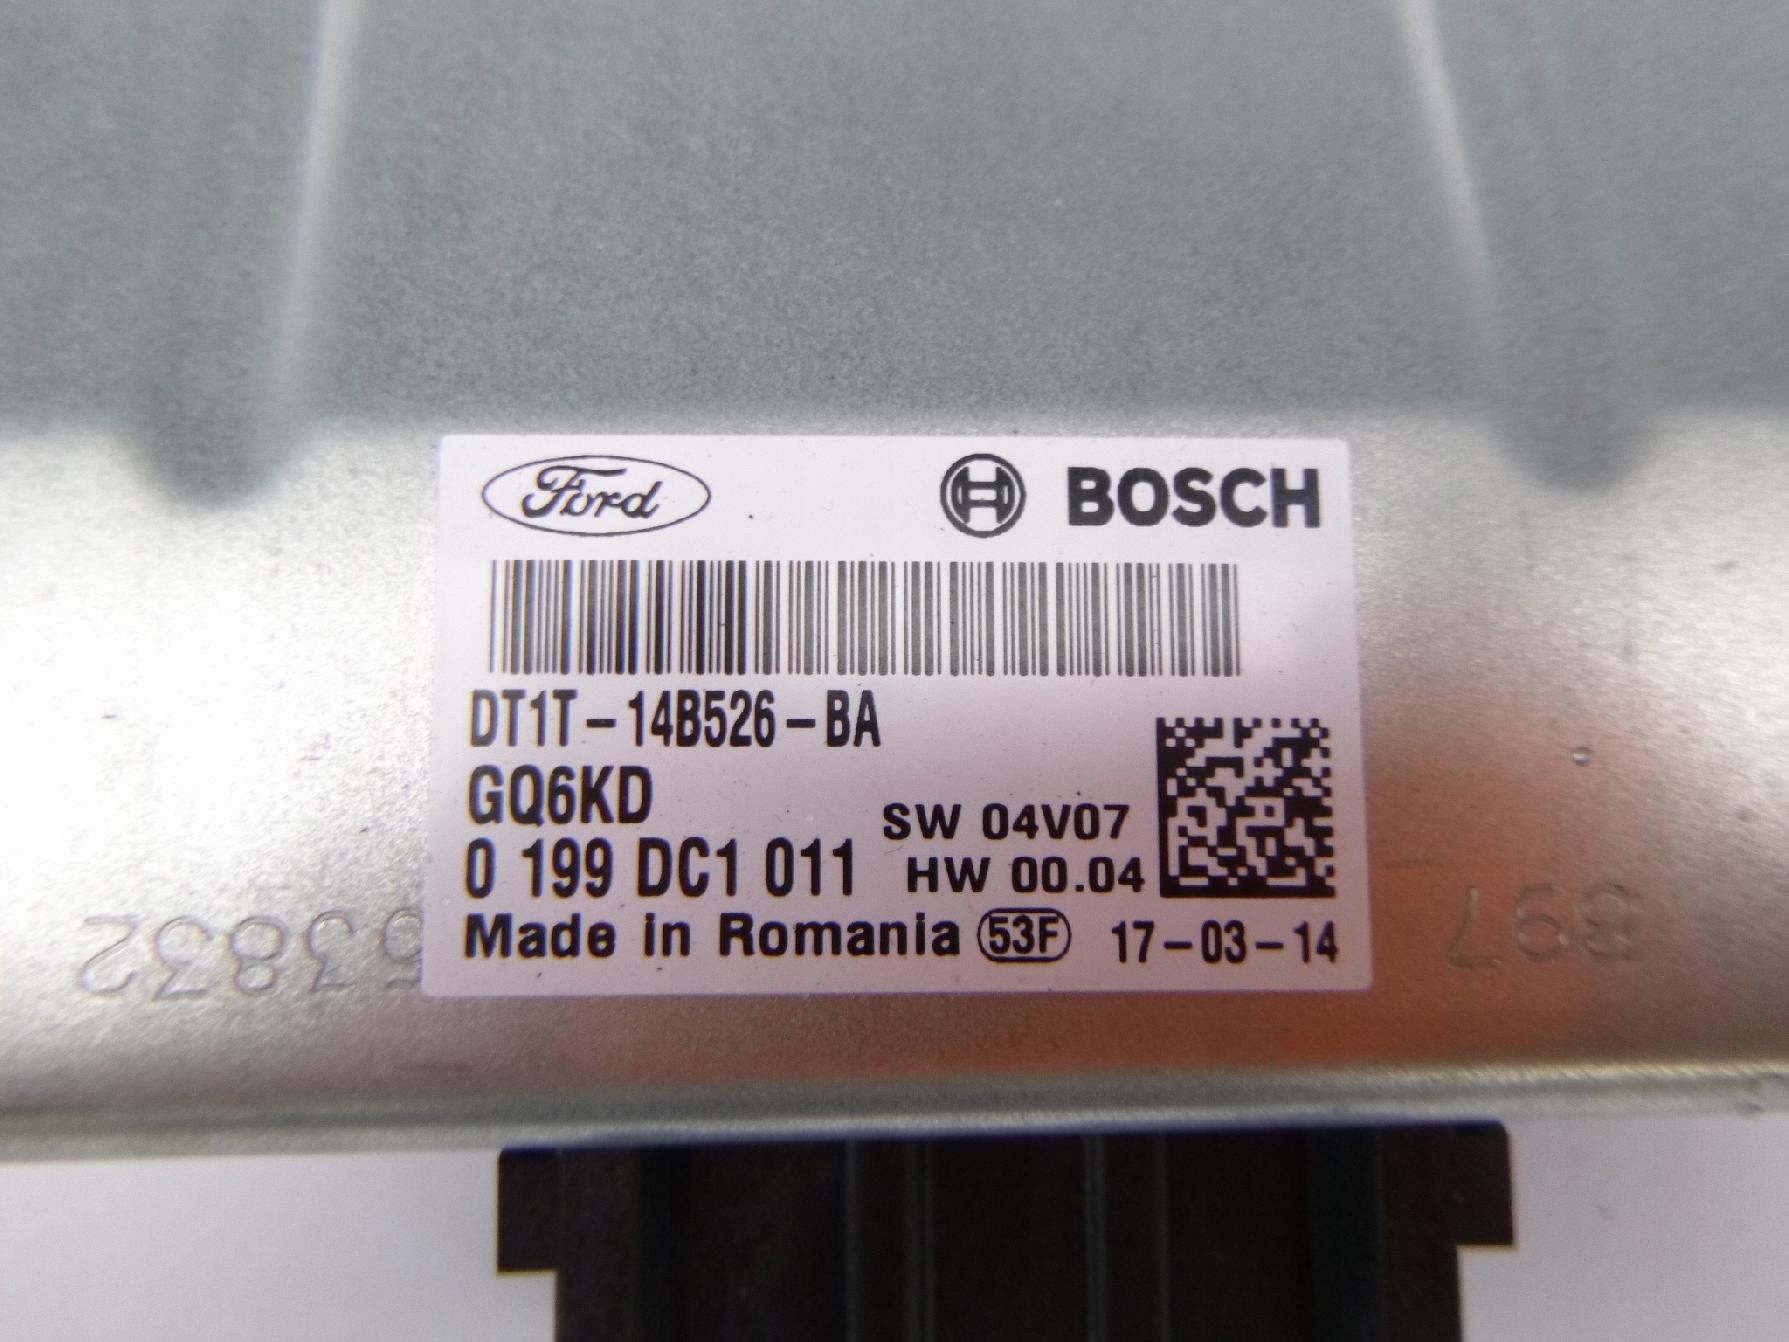 Ford BOSCH
DT1T-14B526-BA
GQ6KD
SW 04V07
0 199 DC1 011 HW 00.04
Made in Romania 53F 17-03-14